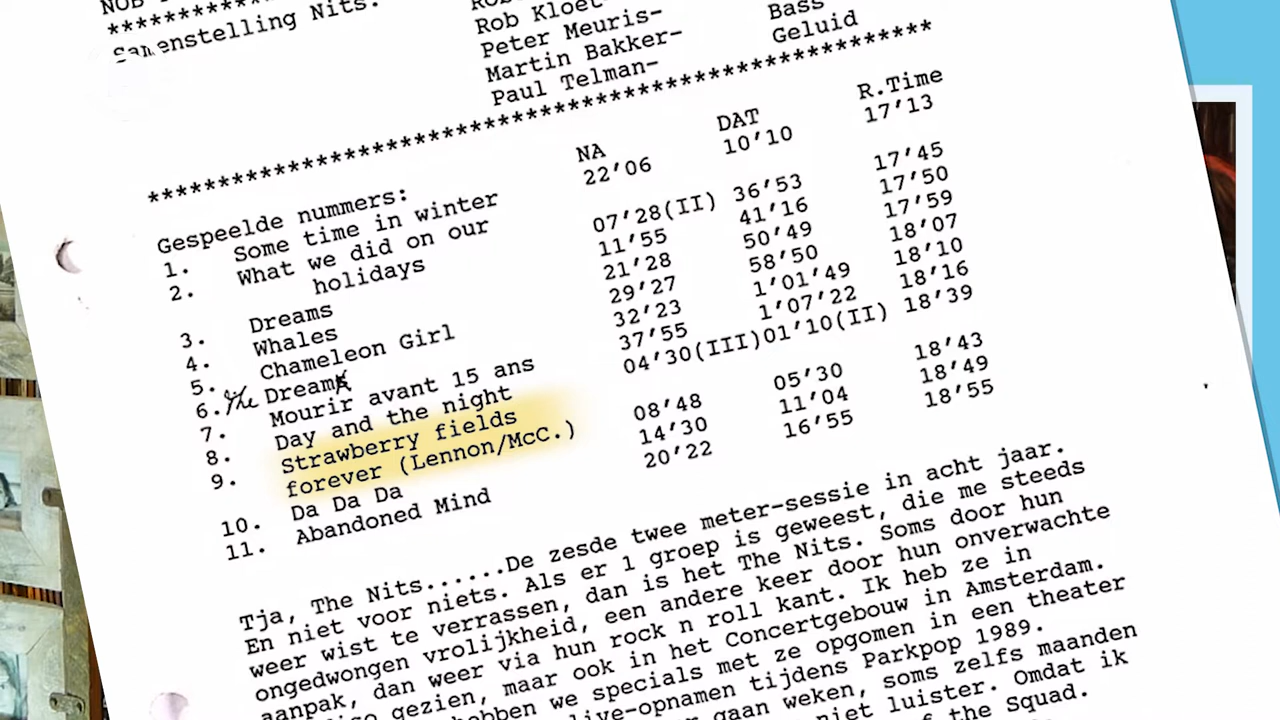 NOB
**********
Samenstelling Nits:
Rob Kloet-
Peter Meuris-
Martin Bakker- Bass
Paul Telman- Geluid
*******************************************************
Gespeelde nummers: NA DAT R.Time
1. Some time in winter 22'06 10'10 17'13
2. What we did on our
holidays 07'28(II) 36'53 17'45
3. Dreams 11'55 41'16 17'50
4. Whales 21'28 50'49 17'59
5. Chameleon Girl 29'27 58'50 18'07
6. The Dream 32'23 1'01'49 18'10
7. Mourir avant 15 ans 37'55 1'07'22 18'16
8. Day and the night 04'30(III)01'10(II) 18'39
9. Strawberry fields
forever (Lennon/McC.) 08'48 05'30 18'43
10. Da Da Da 14'30 11'04 18'49
11. Abandoned Mind 20'22 16'55 18'55
Tja, The Nits......De zesde twee meter-sessie in acht jaar.
En niet voor niets. Als er 1 groep is geweest, die me steeds
weer wist te verrassen, dan is het The Nits. Soms door hun
ongedwongen vrolijkheid, een andere keer door hun onverwachte
aanpak, dan weer via hun rock n roll kant. Ik heb ze in
gezien, maar ook in het Concertgebouw in Amsterdam.
hebben we specials met ze opgomen in een theater
live-opnamen tijdens Parkpop 1989.
gaan weken, soms zelfs maanden
niet luister. Omdat ik
the Squad.